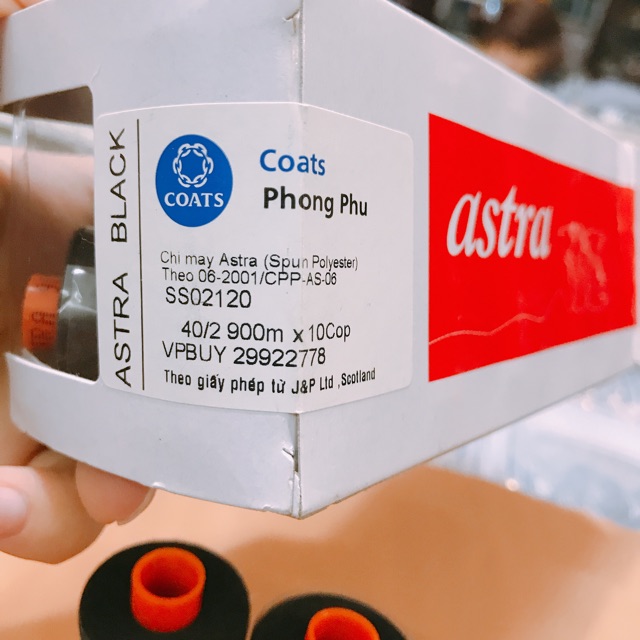 ASTRA BLACK
COATS
Coats
Phong Phu
Chỉ may Astra (Spun Polyester)
Theo 06-2001/CPP-AS-06
SS02120
40/2 900m x 10Cop
VPBUY 29922778
Theo giấy phép từ J&P Ltd ,Scotland
astra